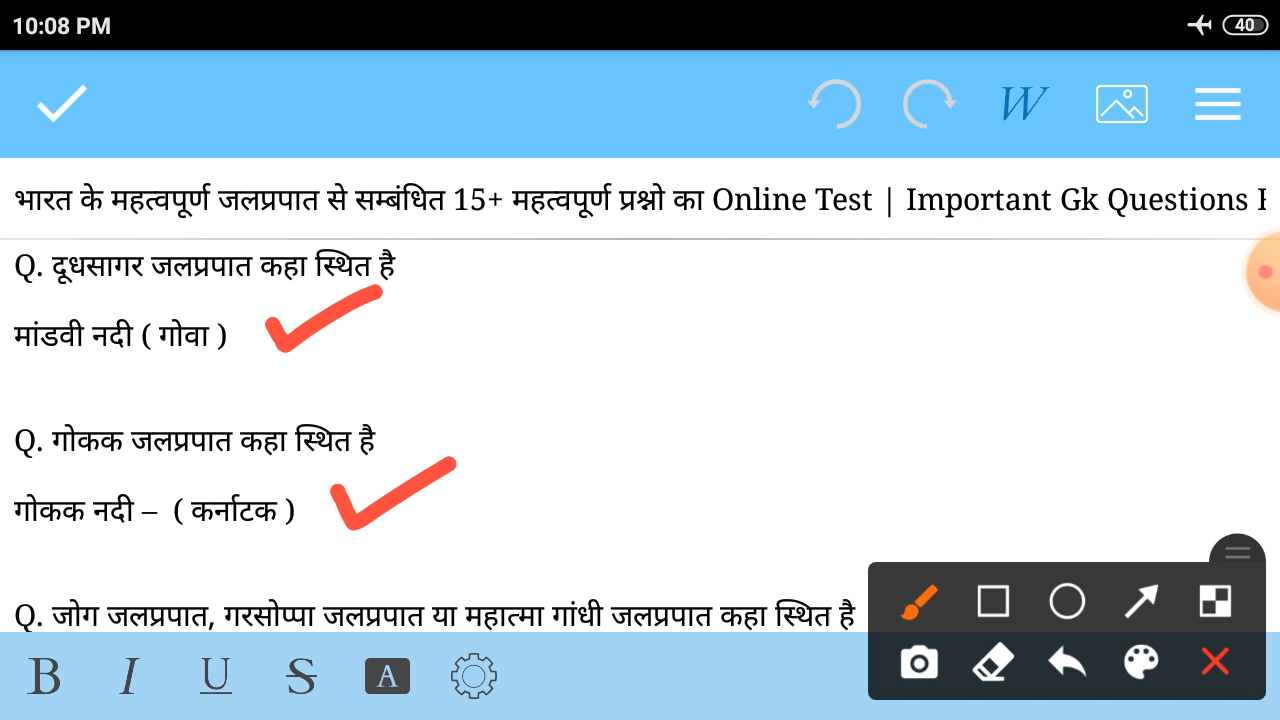 10:08 PM
40
W
भारत के महत्वपूर्ण जलप्रपात से सम्बंधित 15+ महत्वपूर्ण प्रश्नो का Online Test | Important Gk Questions
Q. दूधसागर जलप्रपात कहा स्थित है
मांडवी नदी ( गोवा )
Q. गोकक जलप्रपात कहा स्थित है
गोकक नदी – ( कर्नाटक )
Q. जोग जलप्रपात, गरसोप्पा जलप्रपात या महात्मा गांधी जलप्रपात कहा स्थित है
B I U S A